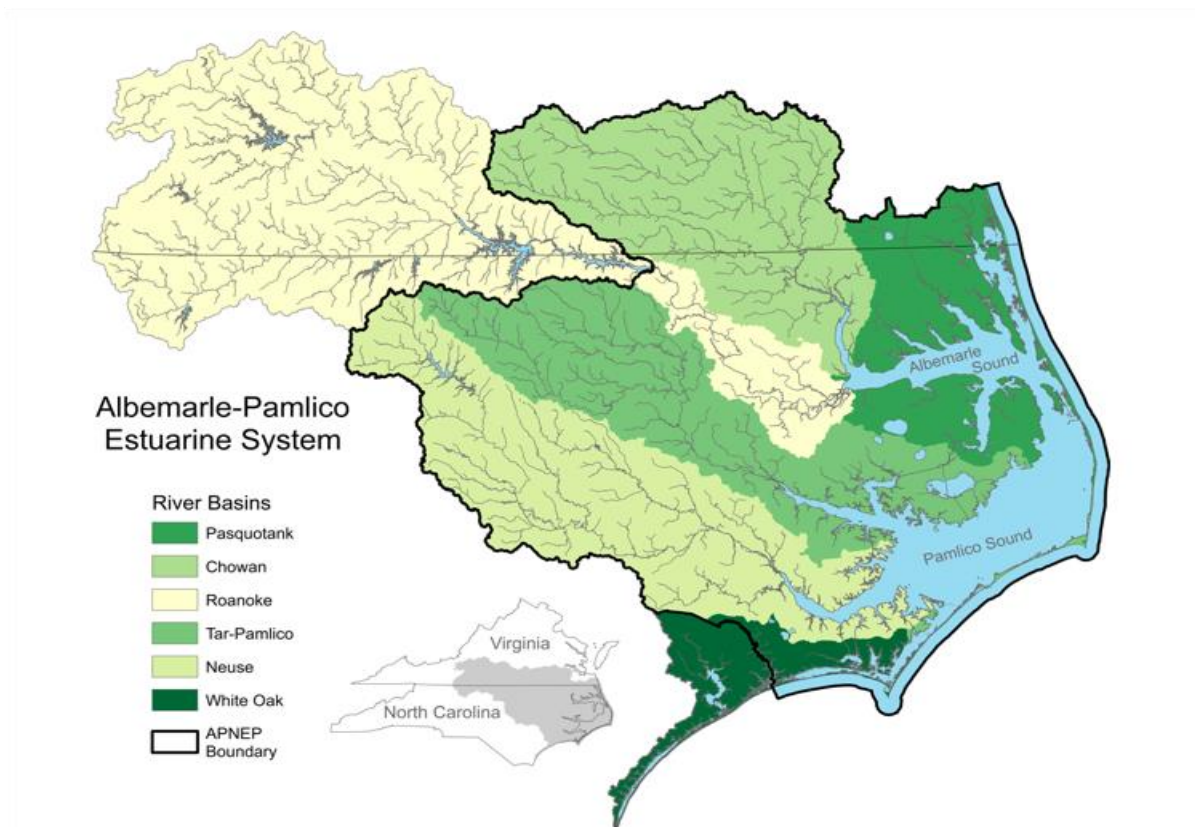 Albemarle
Sound
Albemarle-Pamlico
Estuarine System
River Basins
Pasquotank
Chowan
Roanoke
Tar-Pamlico
Neuse
White Oak
APNEP
Boundary
Pamlico Sound
Virginia
North Carolina